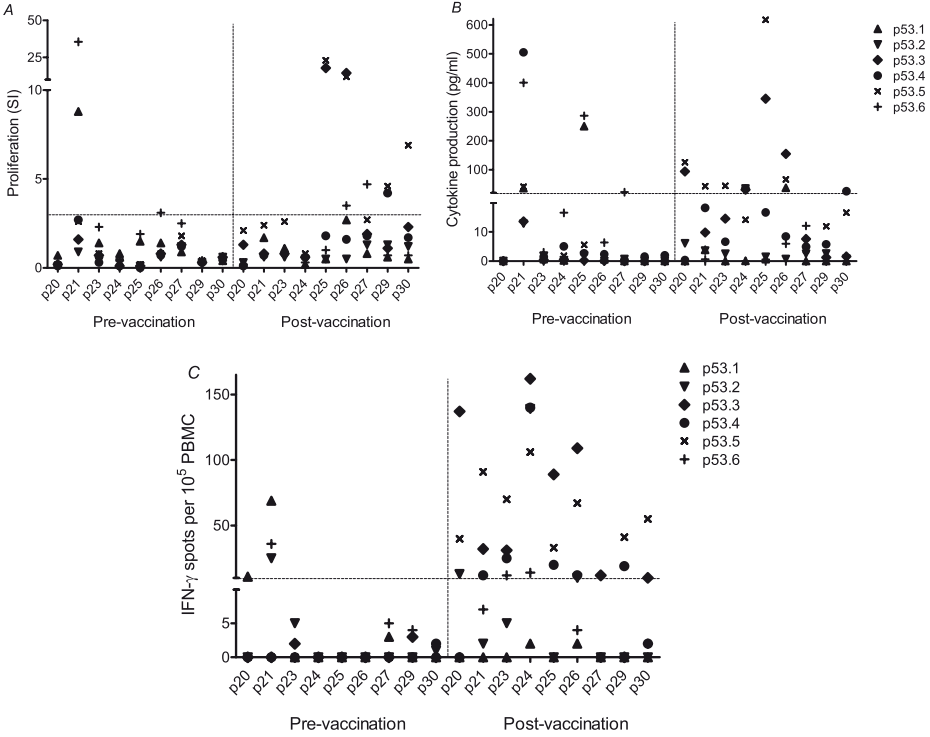 A
Proliferation (SI)
50
25
10
5
0
p20 p21 p23 p24 p25 p26 p27 p29 p30 p20 p21 p23 p24 p25 p26 p27 p29 p30
Pre-vaccination Post-vaccination
B
Cytokine production (pg/ml)
600
500
400
300
200
100
10
0
p20 p21 p23 p24 p25 p26 p27 p29 p30 p20 p21 p23 p24 p25 p26 p27 p29 p30
Pre-vaccination Post-vaccination
p53.1
p53.2
p53.3
p53.4
p53.5
p53.6
C
IFN-γ spots per 10⁵ PBMC
150
100
50
5
0
p20 p21 p23 p24 p25 p26 p27 p29 p30 p20 p21 p23 p24 p25 p26 p27 p29 p30
Pre-vaccination Post-vaccination
p53.1
p53.2
p53.3
p53.4
p53.5
p53.6